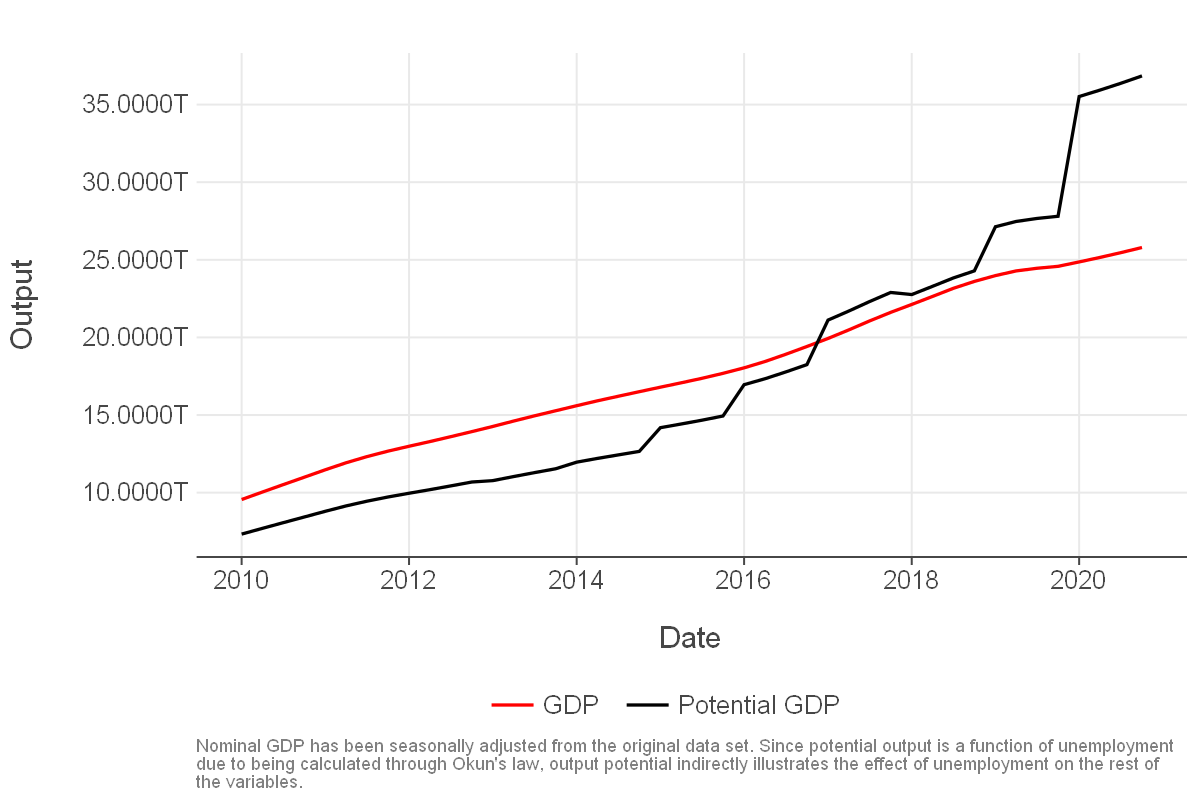 35.0000T
30.0000T
25.0000T
20.0000T
15.0000T
10.0000T
Output
2010 2012 2014 2016 2018 2020
Date
GDP Potential GDP
Nominal GDP has been seasonally adjusted from the original data set. Since potential output is a function of unemployment
due to being calculated through Okun's law, output potential indirectly illustrates the effect of unemployment on the rest of
the variables.